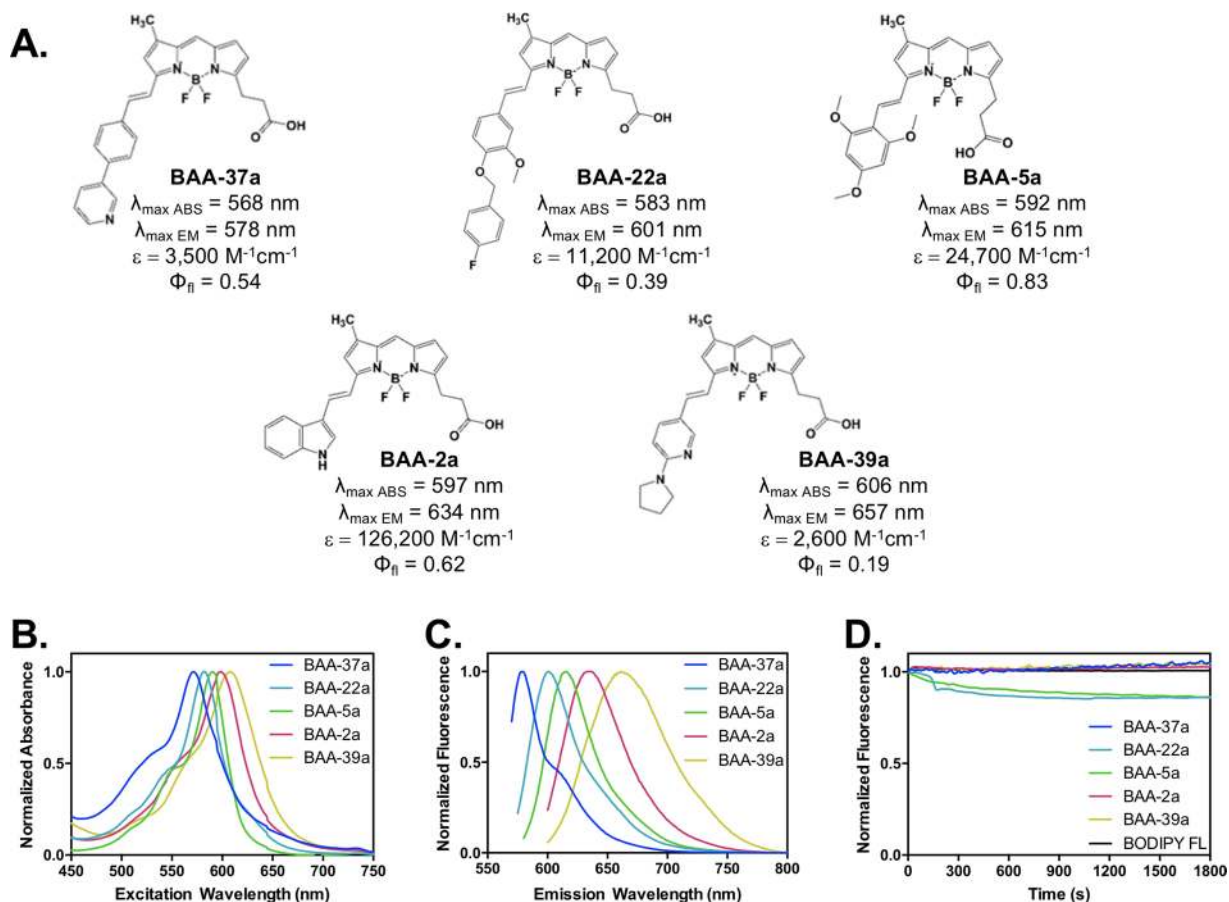 A.
H₃C
N
N
B⁻
F
F
O
OH
N
BAA-37a
λmax ABS = 568 nm
λmax EM = 578 nm
ε = 3,500 M⁻¹cm⁻¹
Φfl = 0.54
H₃C
N
N
B⁻
F
F
O
OH
O
O
F
BAA-22a
λmax ABS = 583 nm
λmax EM = 601 nm
ε = 11,200 M⁻¹cm⁻¹
Φfl = 0.39
H₃C
N
N
B⁻
F
F
O
O
O
HO
O
BAA-5a
λmax ABS = 592 nm
λmax EM = 615 nm
ε = 24,700 M⁻¹cm⁻¹
Φfl = 0.83
H₃C
N
N
B⁻
F
F
O
OH
N
H
BAA-2a
λmax ABS = 597 nm
λmax EM = 634 nm
ε = 126,200 M⁻¹cm⁻¹
Φfl = 0.62
H₃C
N
N
B⁻
F
F
O
OH
N
N
BAA-39a
λmax ABS = 606 nm
λmax EM = 657 nm
ε = 2,600 M⁻¹cm⁻¹
Φfl = 0.19
B.
Normalized Absorbance
1.0
0.5
0.0
450 500 550 600 650 700 750
Excitation Wavelength (nm)
BAA-37a
BAA-22a
BAA-5a
BAA-2a
BAA-39a
C.
Normalized Fluorescence
1.0
0.5
0.0
550 600 650 700 750 800
Emission Wavelength (nm)
BAA-37a
BAA-22a
BAA-5a
BAA-2a
BAA-39a
D.
Normalized Fluorescence
1.0
0.5
0.0
0 300 600 900 1200 1500 1800
Time (s)
BAA-37a
BAA-22a
BAA-5a
BAA-2a
BAA-39a
BODIPY FL